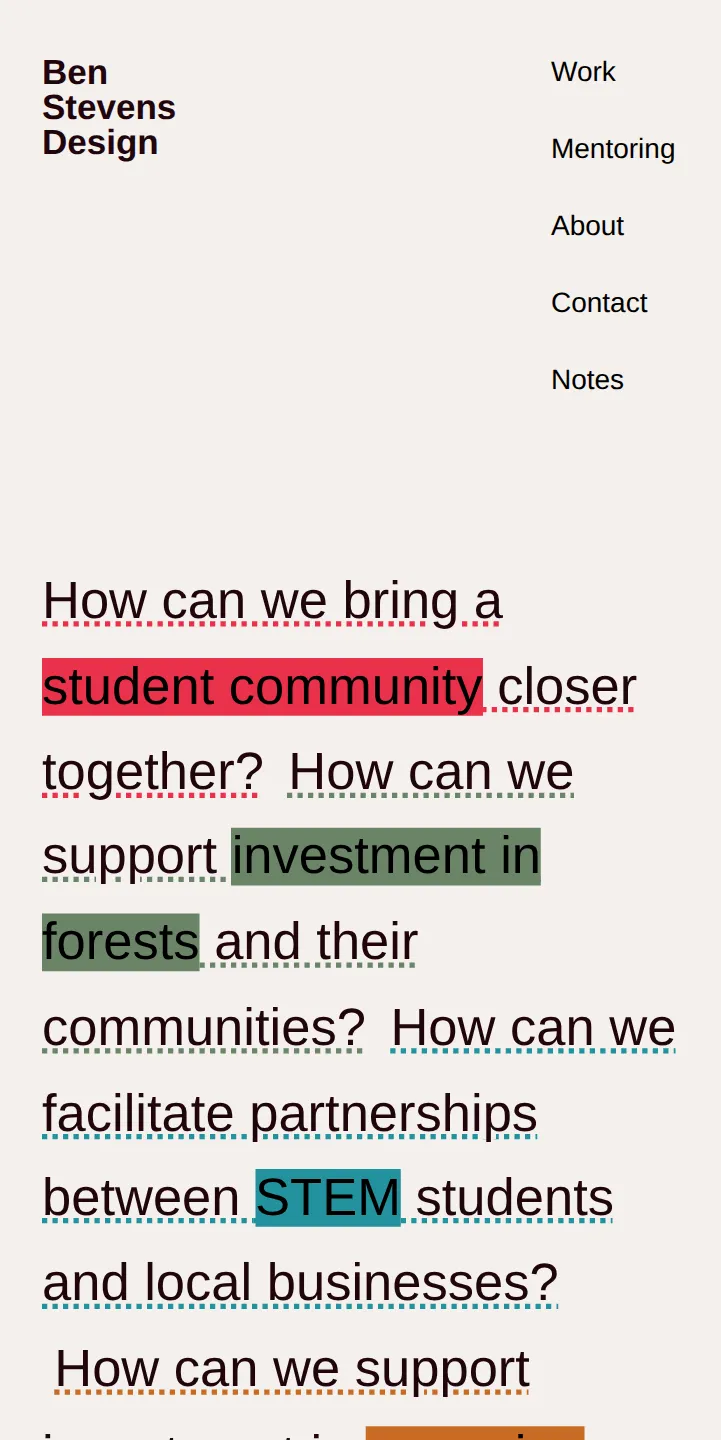 Ben
Stevens
Design
Work
Mentoring
About
Contact
Notes
How can we bring a
student community closer
together? How can we
support investment in
forests and their
communities? How can we
facilitate partnerships
between STEM students
and local businesses?
How can we support